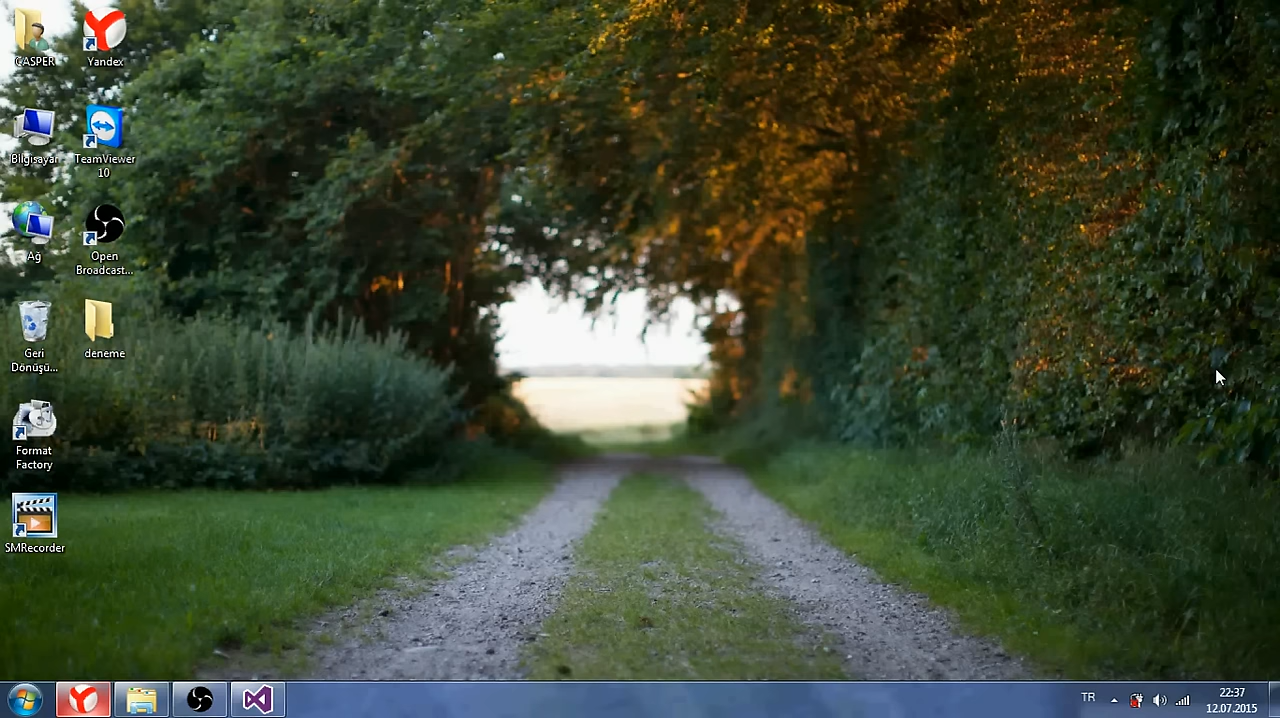 CASPER
Yandex
Bilgisayar
TeamViewer
10
Ağ
Open
Broadcast...
Geri
Dönüşü...
deneme
Format
Factory
SMRecorder
TR
22:37
12.07.2015